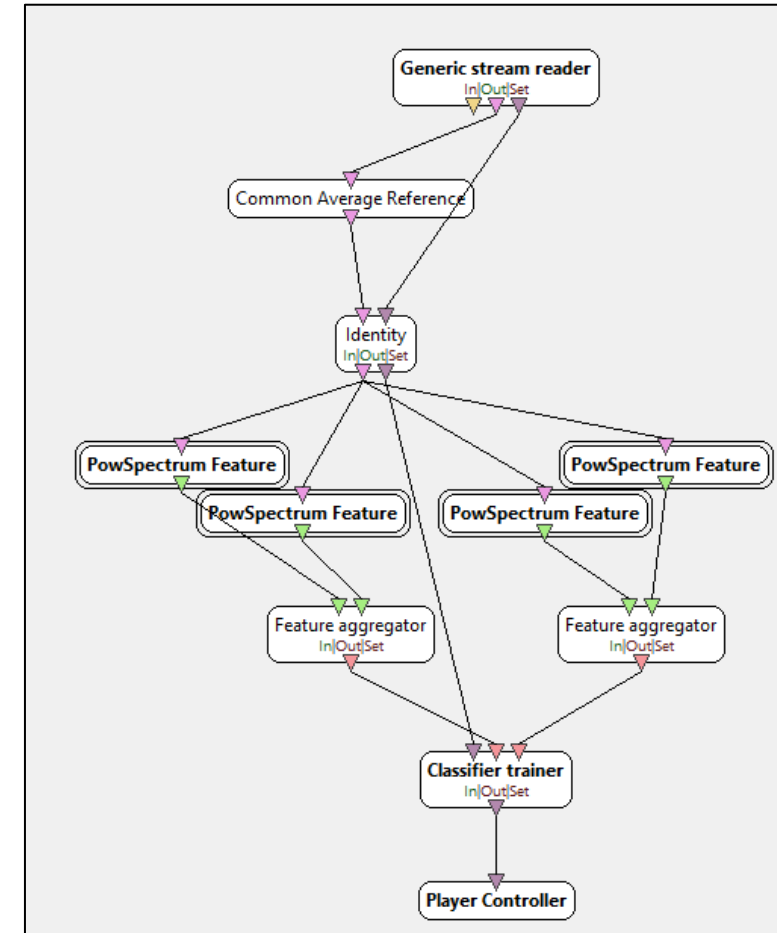 Generic stream reader
In|Out|Set
Common Average Reference
Identity
In|Out|Set
PowSpectrum Feature
PowSpectrum Feature
PowSpectrum Feature
PowSpectrum Feature
Feature aggregator
In|Out|Set
Feature aggregator
In|Out|Set
Classifier trainer
In|Out|Set
Player Controller